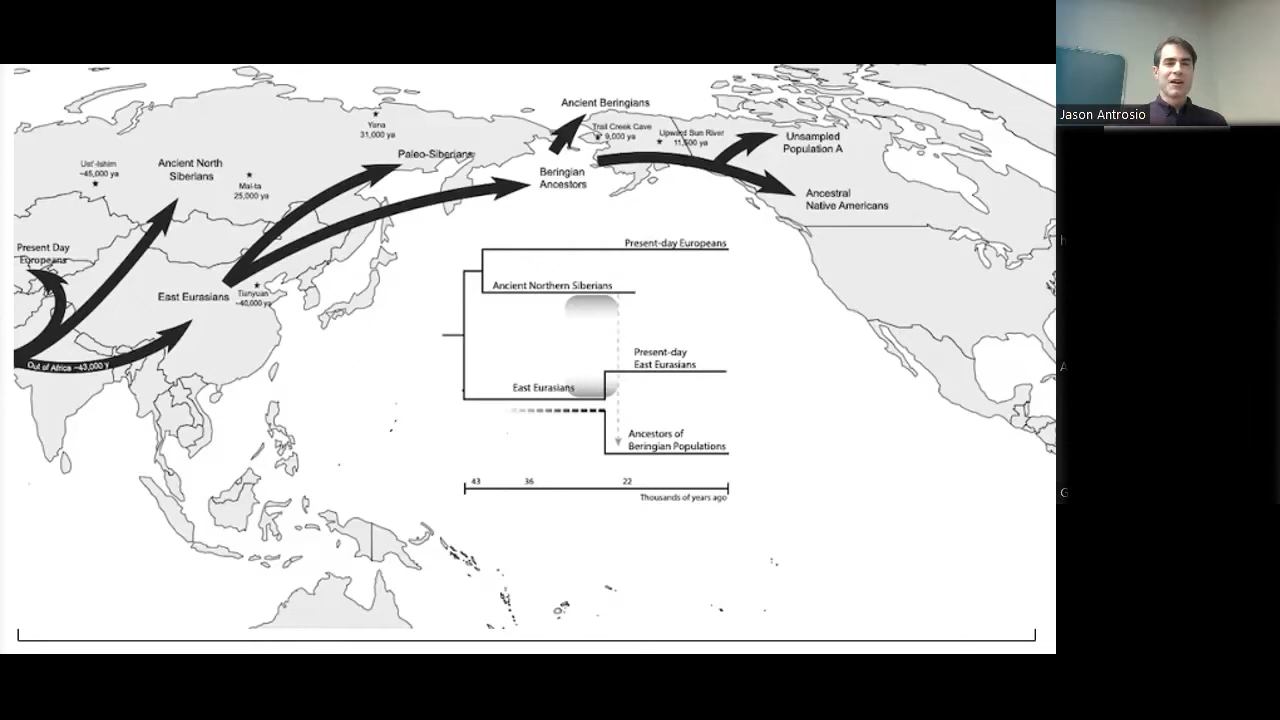 Jason Antrosio
Ancient Beringians
Yana
31,000 ya
Trail Creek Cave
9,000 ya
Upward Sun River
11,500 ya
Unsampled
Population A
Paleo-Siberians
Ust'-Ishim
~45,000 ya
Ancient North
Siberians
Mal-ta
25,000 ya
Beringian
Ancestors
Ancestral
Native Americans
Present Day
Europeans
East Eurasians
Tianyuan
~40,000 ya
Out of Africa ~43,000 y
Present-day Europeans
Ancient Northern Siberians
Present-day
East Eurasians
East Eurasians
Ancestors of
Beringian Populations
43 36 22
Thousands of years ago
A
G